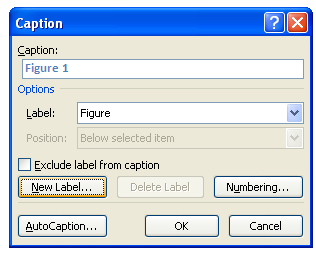 Caption
Caption:
Figure 1
Options
Label: Figure
Position: Below selected item
Exclude label from caption
New Label... Delete Label Numbering...
AutoCaption... OK Cancel